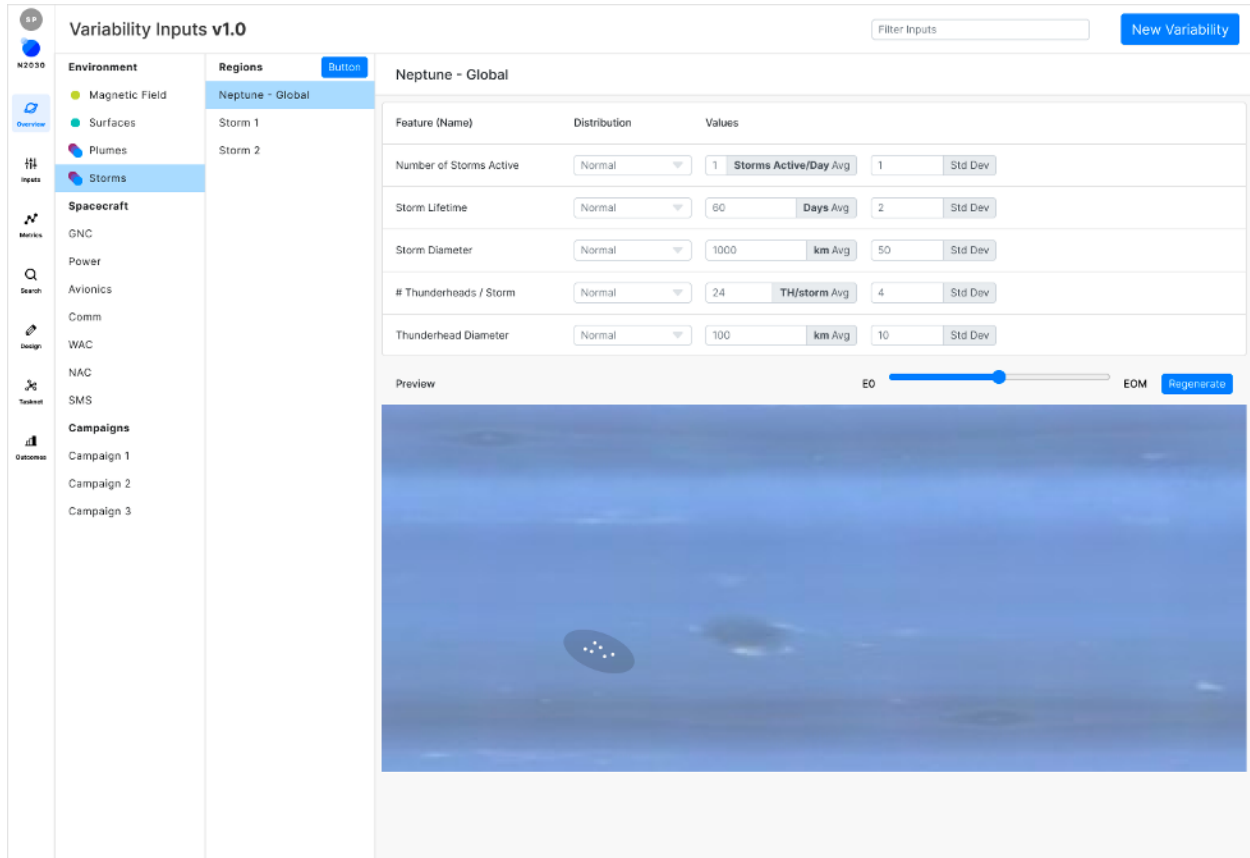 SP
Variability Inputs v1.0
Filter Inputs
New Variability
N2030
Overview
Inputs
Metrics
Search
Design
Tasknet
Outcomes
Environment
Magnetic Field
Surfaces
Plumes
Storms
Spacecraft
GNC
Power
Avionics
Comm
WAC
NAC
SMS
Campaigns
Campaign 1
Campaign 2
Campaign 3
Regions Button
Neptune - Global
Storm 1
Storm 2
Neptune - Global
Feature (Name) Distribution Values
Number of Storms Active Normal 1 Storms Active/Day Avg 1 Std Dev
Storm Lifetime Normal 60 Days Avg 2 Std Dev
Storm Diameter Normal 1000 km Avg 50 Std Dev
# Thunderheads / Storm Normal 24 TH/storm Avg 4 Std Dev
Thunderhead Diameter Normal 100 km Avg 10 Std Dev
Preview E0 EOM Regenerate